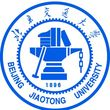 北京交通大学
1896
BEIJING JIAOTONG UNIVERSITY